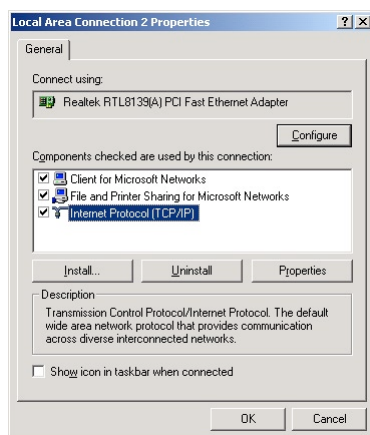 Local Area Connection 2 Properties
General
Connect using:
Realtek RTL8139(A) PCI Fast Ethernet Adapter
Configure
Components checked are used by this connection:
Client for Microsoft Networks
File and Printer Sharing for Microsoft Networks
Internet Protocol (TCP/IP)
Install... Uninstall Properties
Description
Transmission Control Protocol/Internet Protocol. The default
wide area network protocol that provides communication
across diverse interconnected networks.
Show icon in taskbar when connected
OK Cancel